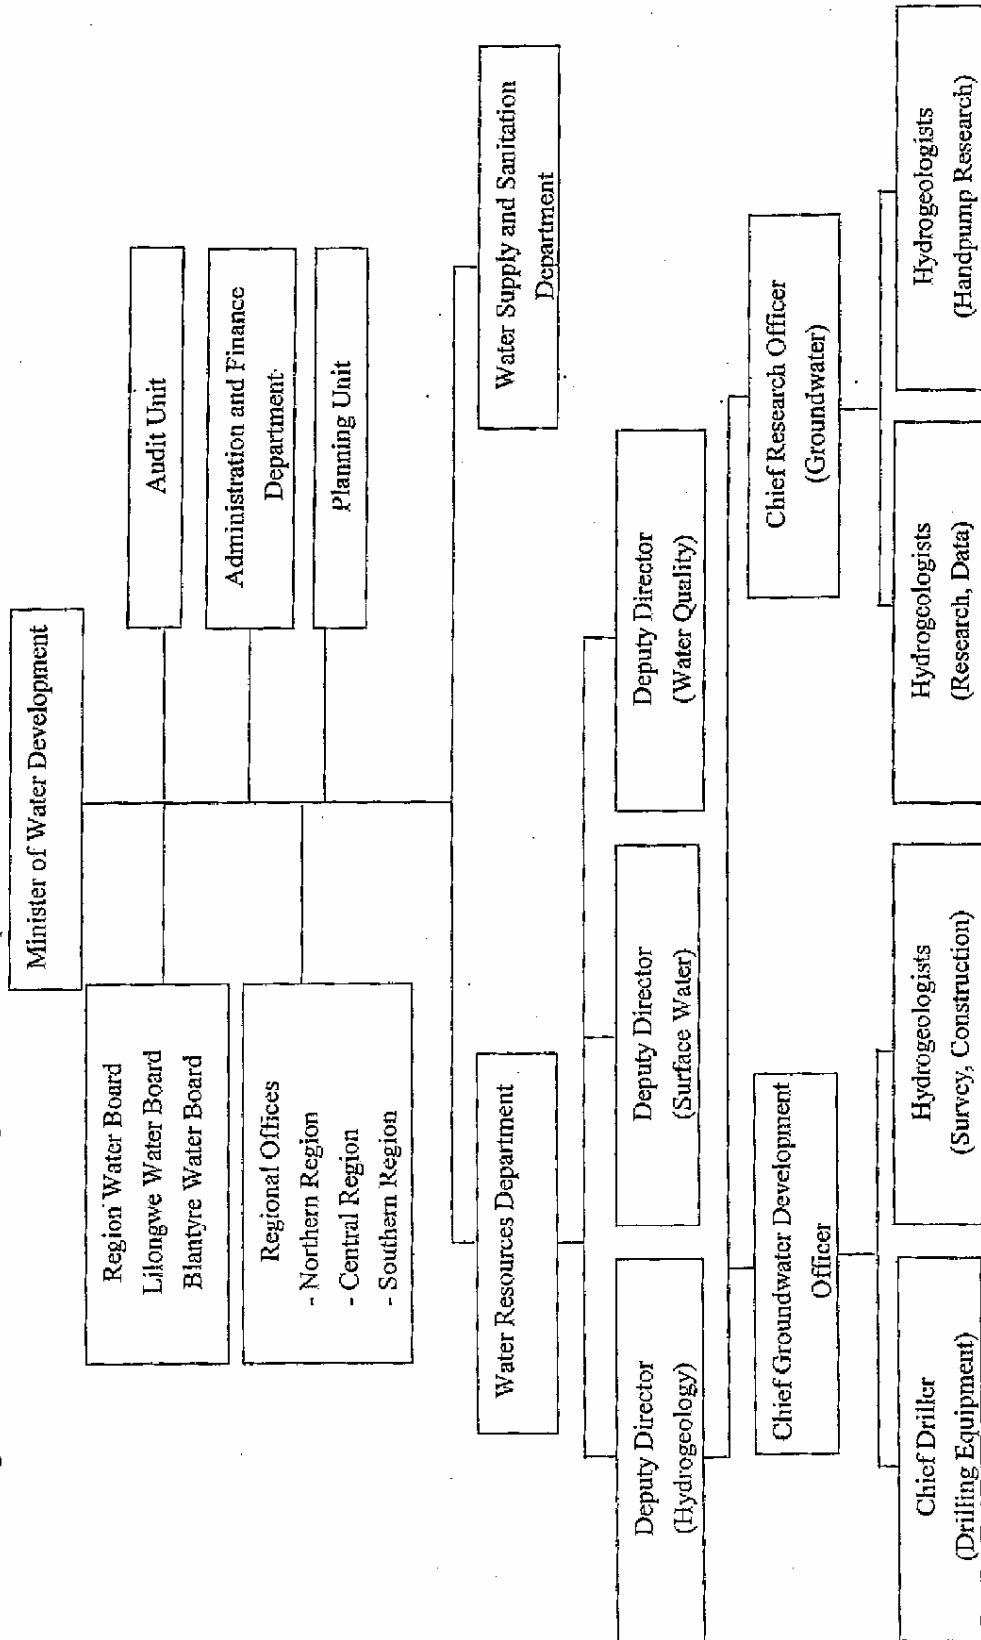 Minister of Water Development
Region Water Board
Lilongwe Water Board
Blantyre Water Board
Audit Unit
Regional Offices
- Northern Region
- Central Region
- Southern Region
Administration and Finance
Department
Planning Unit
Water Resources Department
Water Supply and Sanitation
Department
Deputy Director
(Hydrogeology)
Deputy Director
(Surface Water)
Deputy Director
(Water Quality)
Chief Groundwater Development
Officer
Chief Research Officer
(Groundwater)
Chief Driller
(Drilling Equipment)
Hydrogeologists
(Survey, Construction)
Hydrogeologists
(Research, Data)
Hydrogeologists
(Handpump Research)